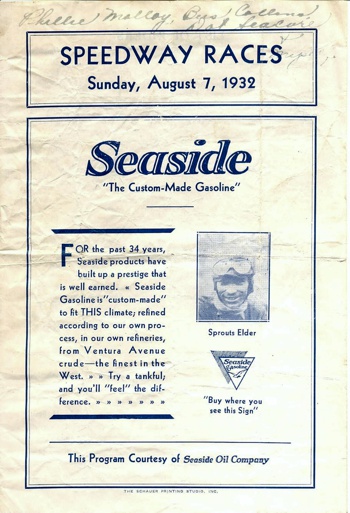 Phillie Malloy, Bus' Collins
SPEEDWAY RACES
Sunday, August 7, 1932
Seaside
"The Custom-Made Gasoline"
FOR the past 34 years,
Seaside products have
built up a prestige that
is well earned. « Seaside
Gasoline is "custom-made"
to fit THIS climate; refined
according to our own pro-
cess, in our own refineries,
from Ventura Avenue
crude—the finest in the
West. » » Try a tankful;
and you'll "feel" the dif-
ference. » » » » » » »
Sprouts Elder
Seaside
Gasoline
"Buy where you
see this Sign"
This Program Courtesy of Seaside Oil Company
THE SCHAUER PRINTING STUDIO, INC.